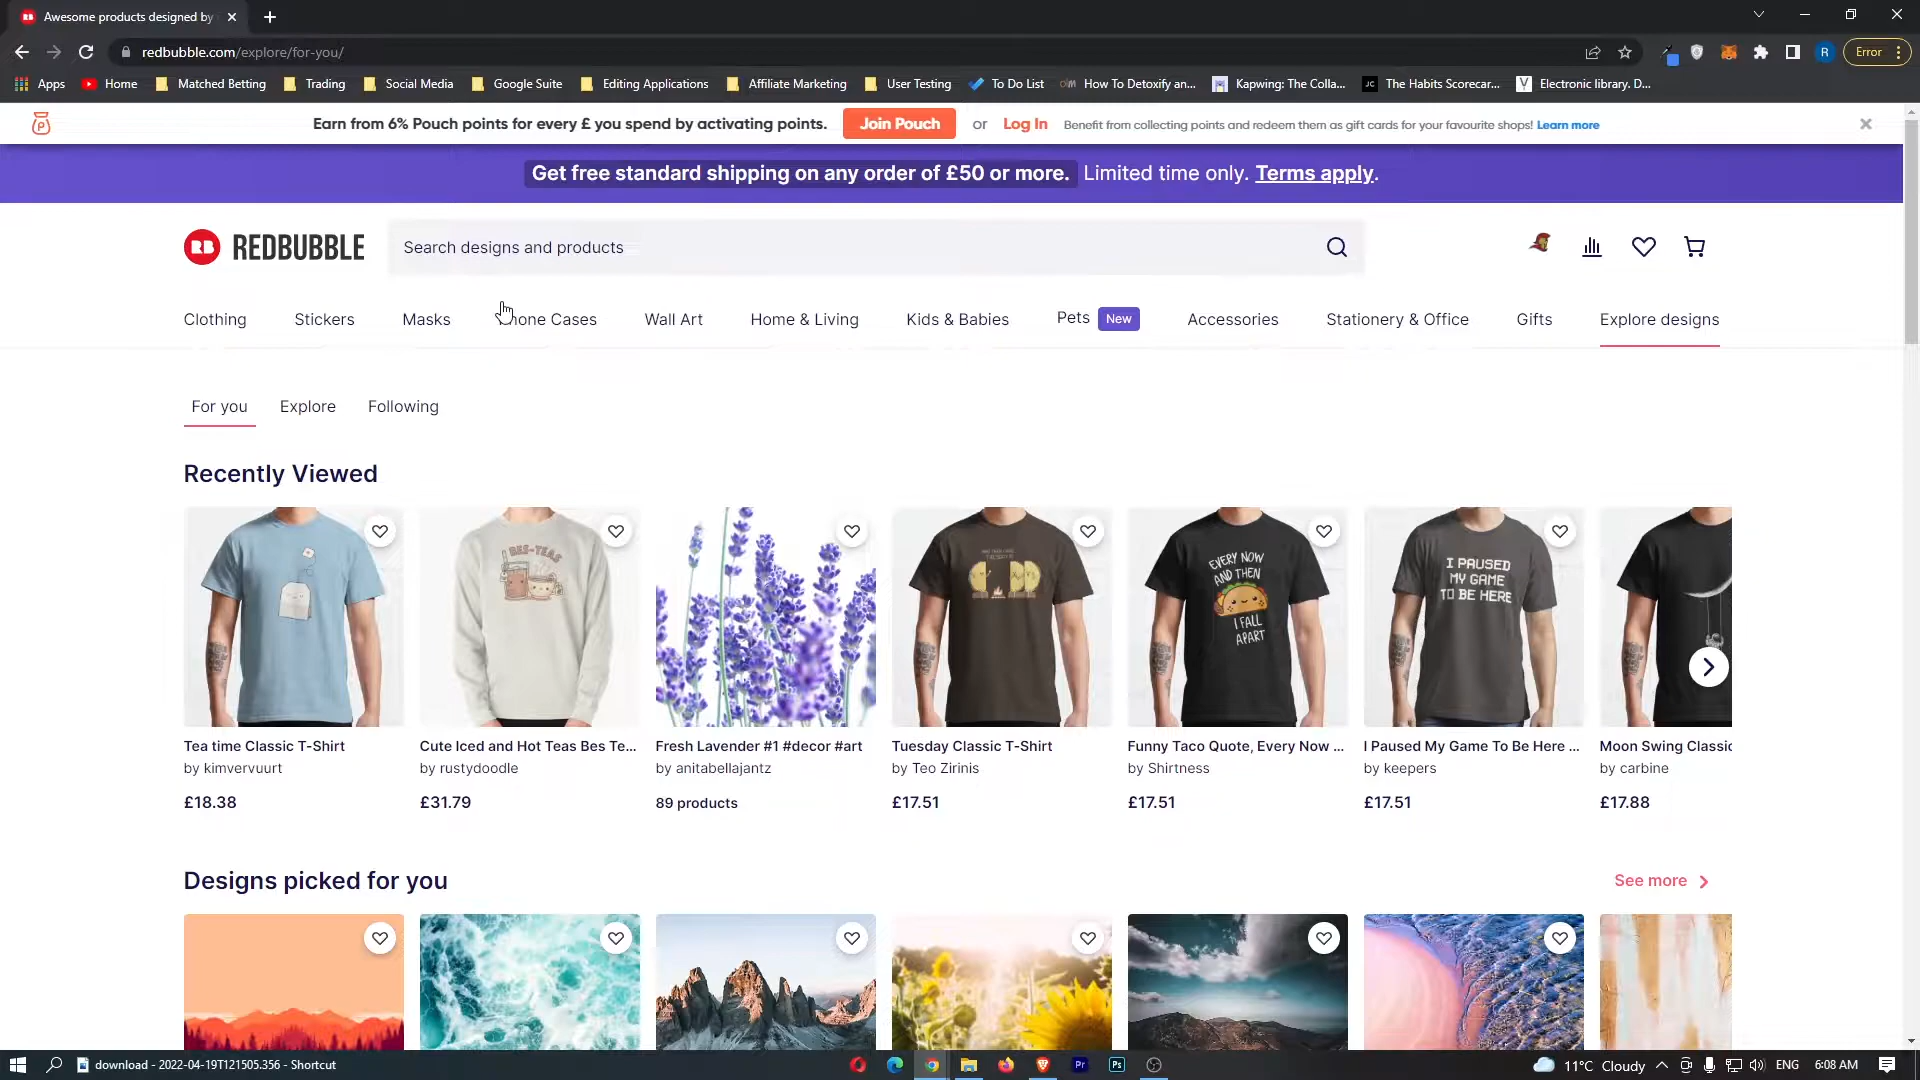 Awesome products designed by
redbubble.com/explore/for-you/
Error
Apps Home Matched Betting Trading Social Media Google Suite Editing Applications Affiliate Marketing User Testing To Do List How To Detoxify an... Kapwing: The Colla... The Habits Scorecar... Electronic library. D...
Earn from 6% Pouch points for every £ you spend by activating points. Join Pouch or Log In Benefit from collecting points and redeem them as gift cards for your favourite shops! Learn more
Get free standard shipping on any order of £50 or more. Limited time only. Terms apply.
RB REDBUBBLE Search designs and products
Clothing Stickers Masks Phone Cases Wall Art Home & Living Kids & Babies Pets New Accessories Stationery & Office Gifts Explore designs
For you Explore Following
Recently Viewed
BES-TEAS
EVERY NOW
AND THEN
I FALL
APART
I PAUSED
MY GAME
TO BE HERE
Tea time Classic T-Shirt Cute Iced and Hot Teas Bes Te... Fresh Lavender #1 #decor #art Tuesday Classic T-Shirt Funny Taco Quote, Every Now ... I Paused My Game To Be Here ... Moon Swing Classic
by kimvervuurt by rustydoodle by anitabellajantz by Teo Zirinis by Shirtness by keepers by carbine
£18.38 £31.79 89 products £17.51 £17.51 £17.51 £17.88
Designs picked for you See more
download - 2022-04-19T121505.356 - Shortcut Pr Ps 11°C Cloudy ENG 6:08 AM